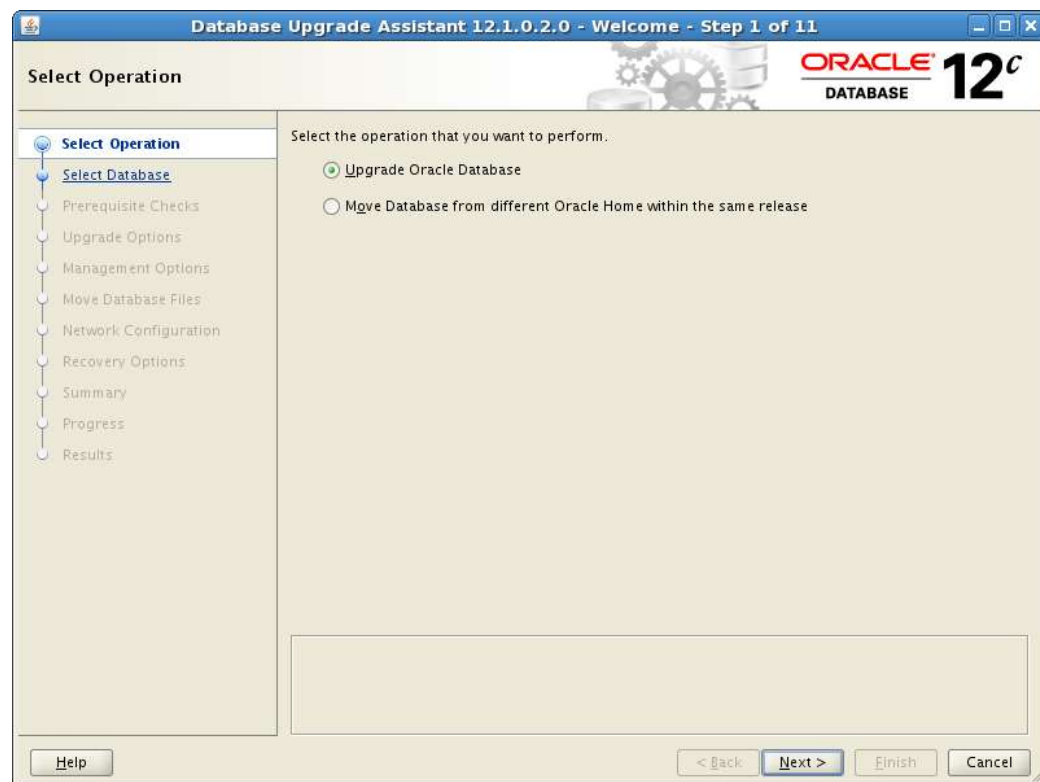 Database Upgrade Assistant 12.1.0.2.0 - Welcome - Step 1 of 11
Select Operation
ORACLE® 12c
DATABASE
Select Operation
Select Database
Prerequisite Checks
Upgrade Options
Management Options
Move Database Files
Network Configuration
Recovery Options
Summary
Progress
Results
Select the operation that you want to perform.
Upgrade Oracle Database
Move Database from different Oracle Home within the same release
Help
< Back
Next >
Finish
Cancel